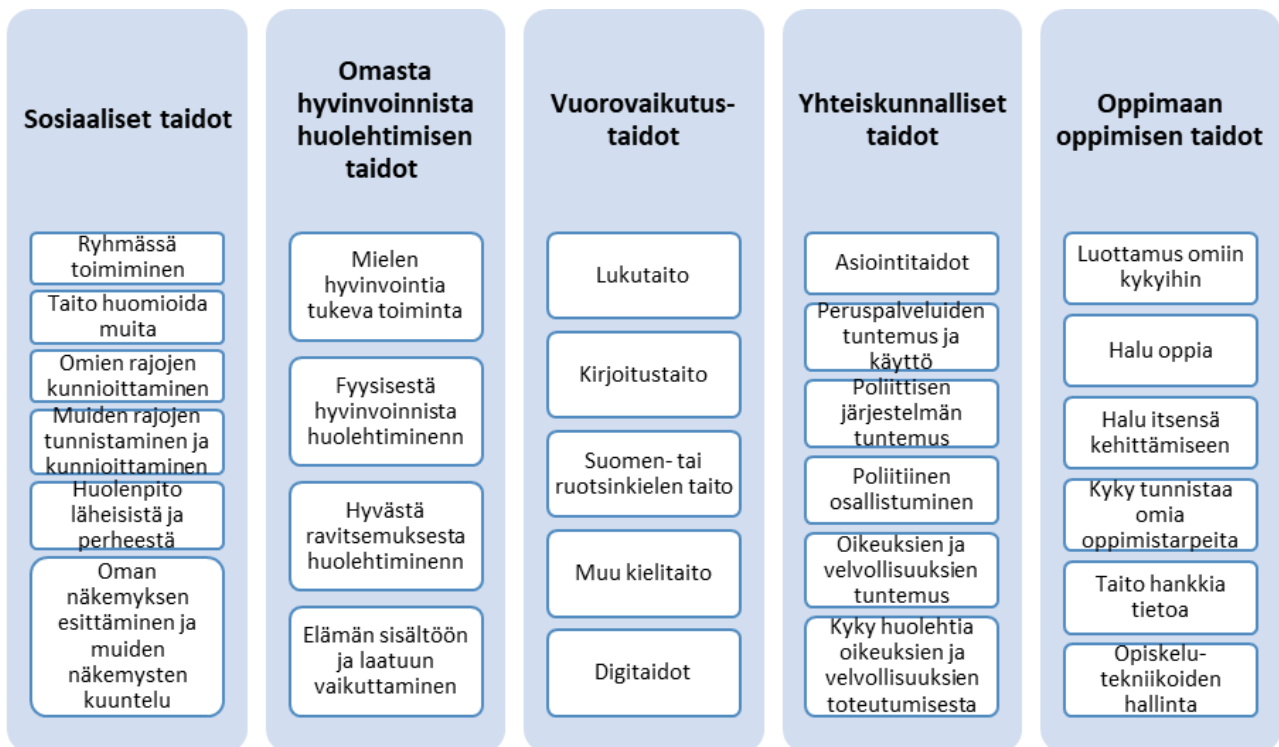 Sosiaaliset taidot
Ryhmässä
toimiminen
Taito huomioida
muita
Omien rajojen
kunnioittaminen
Muiden rajojen
tunnistaminen ja
kunnioittaminen
Huolenpito
läheisistä ja
perheestä
Oman
näkemyksen
esittäminen ja
muiden
näkemysten
kuuntelu
Omasta
hyvinvoinnista
huolehtimisen
taidot
Mielen
hyvinvointia
tukeva toiminta
Fyysisestä
hyvinvoinnista
huolehtiminenn
Hyvästä
ravitsemuksesta
huolehtiminenn
Elämän sisältöön
ja laatuun
vaikuttaminen
Vuorovaikutus-
taidot
Lukutaito
Kirjoitustaito
Suomen- tai
ruotsinkielen taito
Muu kielitaito
Digitaidot
Yhteiskunnalliset
taidot
Asiointitaidot
Peruspalveluiden
tuntemus ja
käyttö
Poliittisen
järjestelmän
tuntemus
Poliitiinen
osallistuminen
Oikeuksien ja
velvollisuuksien
tuntemus
Kyky huolehtia
oikeuksien ja
velvollisuuksien
toteutumisesta
Oppimaan
oppimisen taidot
Luottamus omiin
kykyihin
Halu oppia
Halu itsensä
kehittämiseen
Kyky tunnistaa
omia
oppimistarpeita
Taito hankkia
tietoa
Opiskelu-
tekniikoiden
hallinta